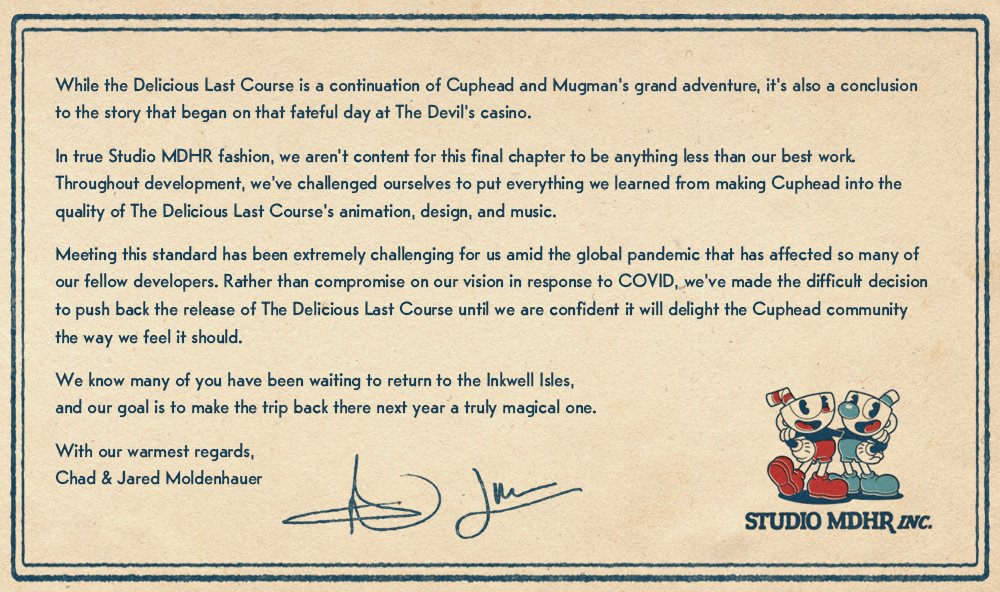 While the Delicious Last Course is a continuation of Cuphead and Mugman's grand adventure, it's also a conclusion
to the story that began on that fateful day at The Devil's casino.
In true Studio MDHR fashion, we aren't content for this final chapter to be anything less than our best work.
Throughout development, we've challenged ourselves to put everything we learned from making Cuphead into the
quality of The Delicious Last Course's animation, design, and music.
Meeting this standard has been extremely challenging for us amid the global pandemic that has affected so many of
our fellow developers. Rather than compromise on our vision in response to COVID, we've made the difficult decision
to push back the release of The Delicious Last Course until we are confident it will delight the Cuphead community
the way we feel it should.
We know many of you have been waiting to return to the Inkwell Isles,
and our goal is to make the trip back there next year a truly magical one.
With our warmest regards,
Chad & Jared Moldenhauer
STUDIO MDHR INC.